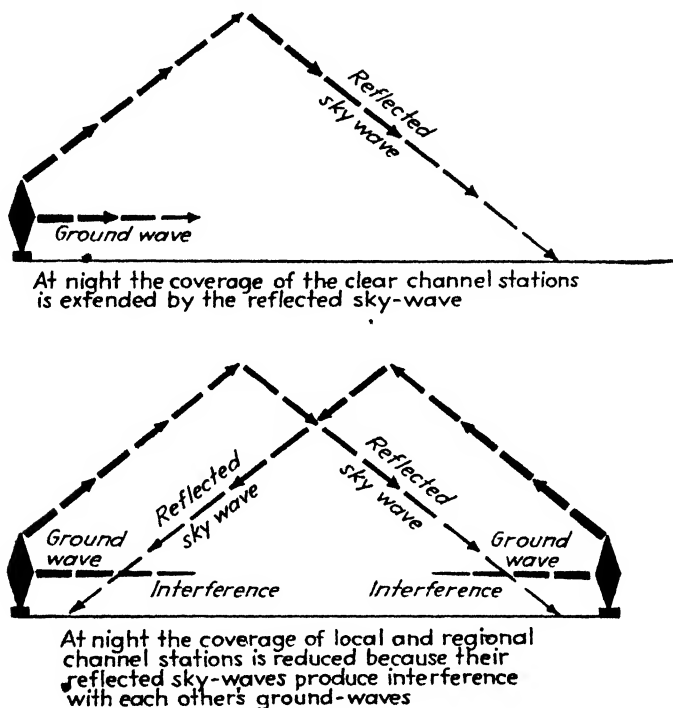 Reflected
sky wave
Ground wave
At night the coverage of the clear channel stations
is extended by the reflected sky-wave
Reflected
sky wave
Reflected
sky wave
Ground
wave
Ground
wave
Interference
Interference
At night the coverage of local and regional
channel stations is reduced because their
reflected sky-waves produce interference
with each other's ground-waves